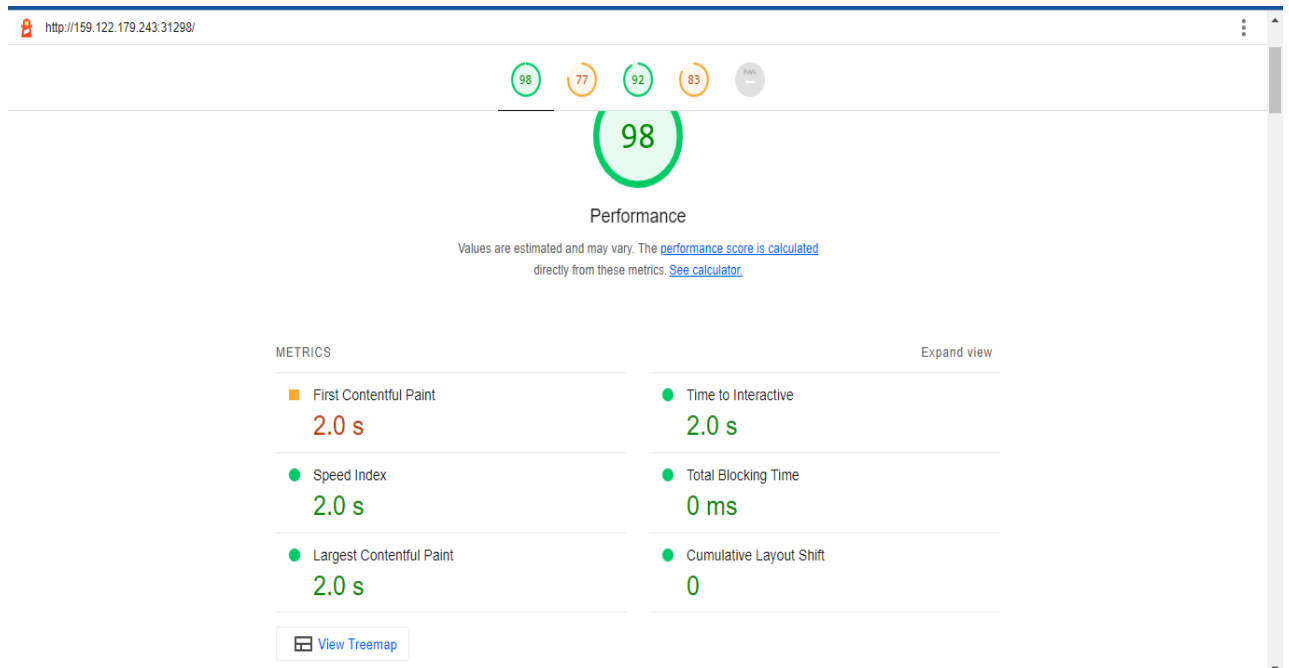 http://159.122.179.243:31298/
98 77 92 83 PWA
98
Performance
Values are estimated and may vary. The performance score is calculated
directly from these metrics. See calculator.
METRICS Expand view
First Contentful Paint Time to Interactive
2.0 s 2.0 s
Speed Index Total Blocking Time
2.0 s 0 ms
Largest Contentful Paint Cumulative Layout Shift
2.0 s 0
View Treemap